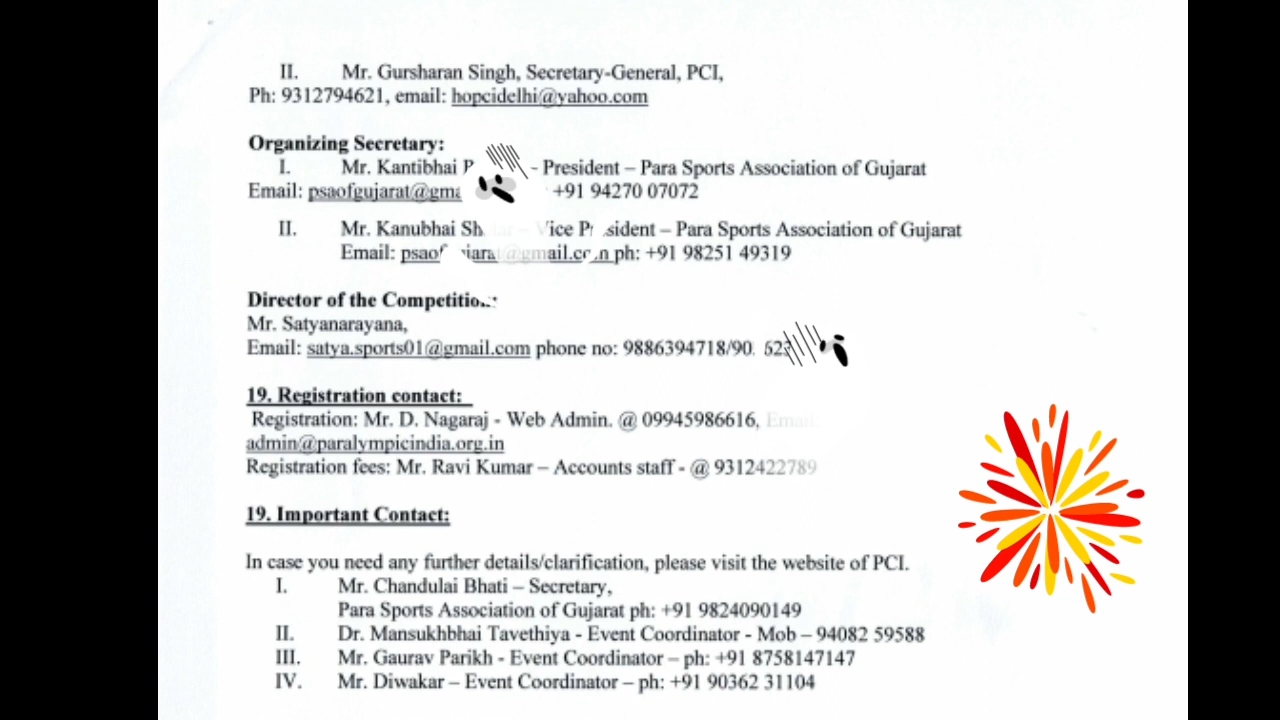 II. Mr. Gursharan Singh, Secretary-General, PCI,
Ph: 9312794621, email: hopcidelhi@yahoo.com
Organizing Secretary:
I. Mr. Kantibhai - President – Para Sports Association of Gujarat
Email: +91 94270 07072
II. Mr. Kanubhai – Para Sports Association of Gujarat
Email: ph: +91 98251 49319
Director of the
Mr. Satyanarayana,
Email: satya.sports01@gmail.com phone no:
19. Registration contact:
Registration: Mr. D. Nagaraj - Web Admin. @ 09945986616,
admin@paralympicindia.org.in
Registration fees: Mr. Ravi Kumar – Accounts staff - @ 9312422789
19. Important Contact:
In case you need any further details/clarification, please visit the website of PCI.
I. Mr. Chandulai Bhati – Secretary,
Para Sports Association of Gujarat ph: +91 9824090149
II. Dr. Mansukhbhai Tavethiya - Event Coordinator - Mob – 94082 59588
III. Mr. Gaurav Parikh - Event Coordinator – ph: +91 8758147147
IV. Mr. Diwakar – Event Coordinator – ph: +91 90362 31104